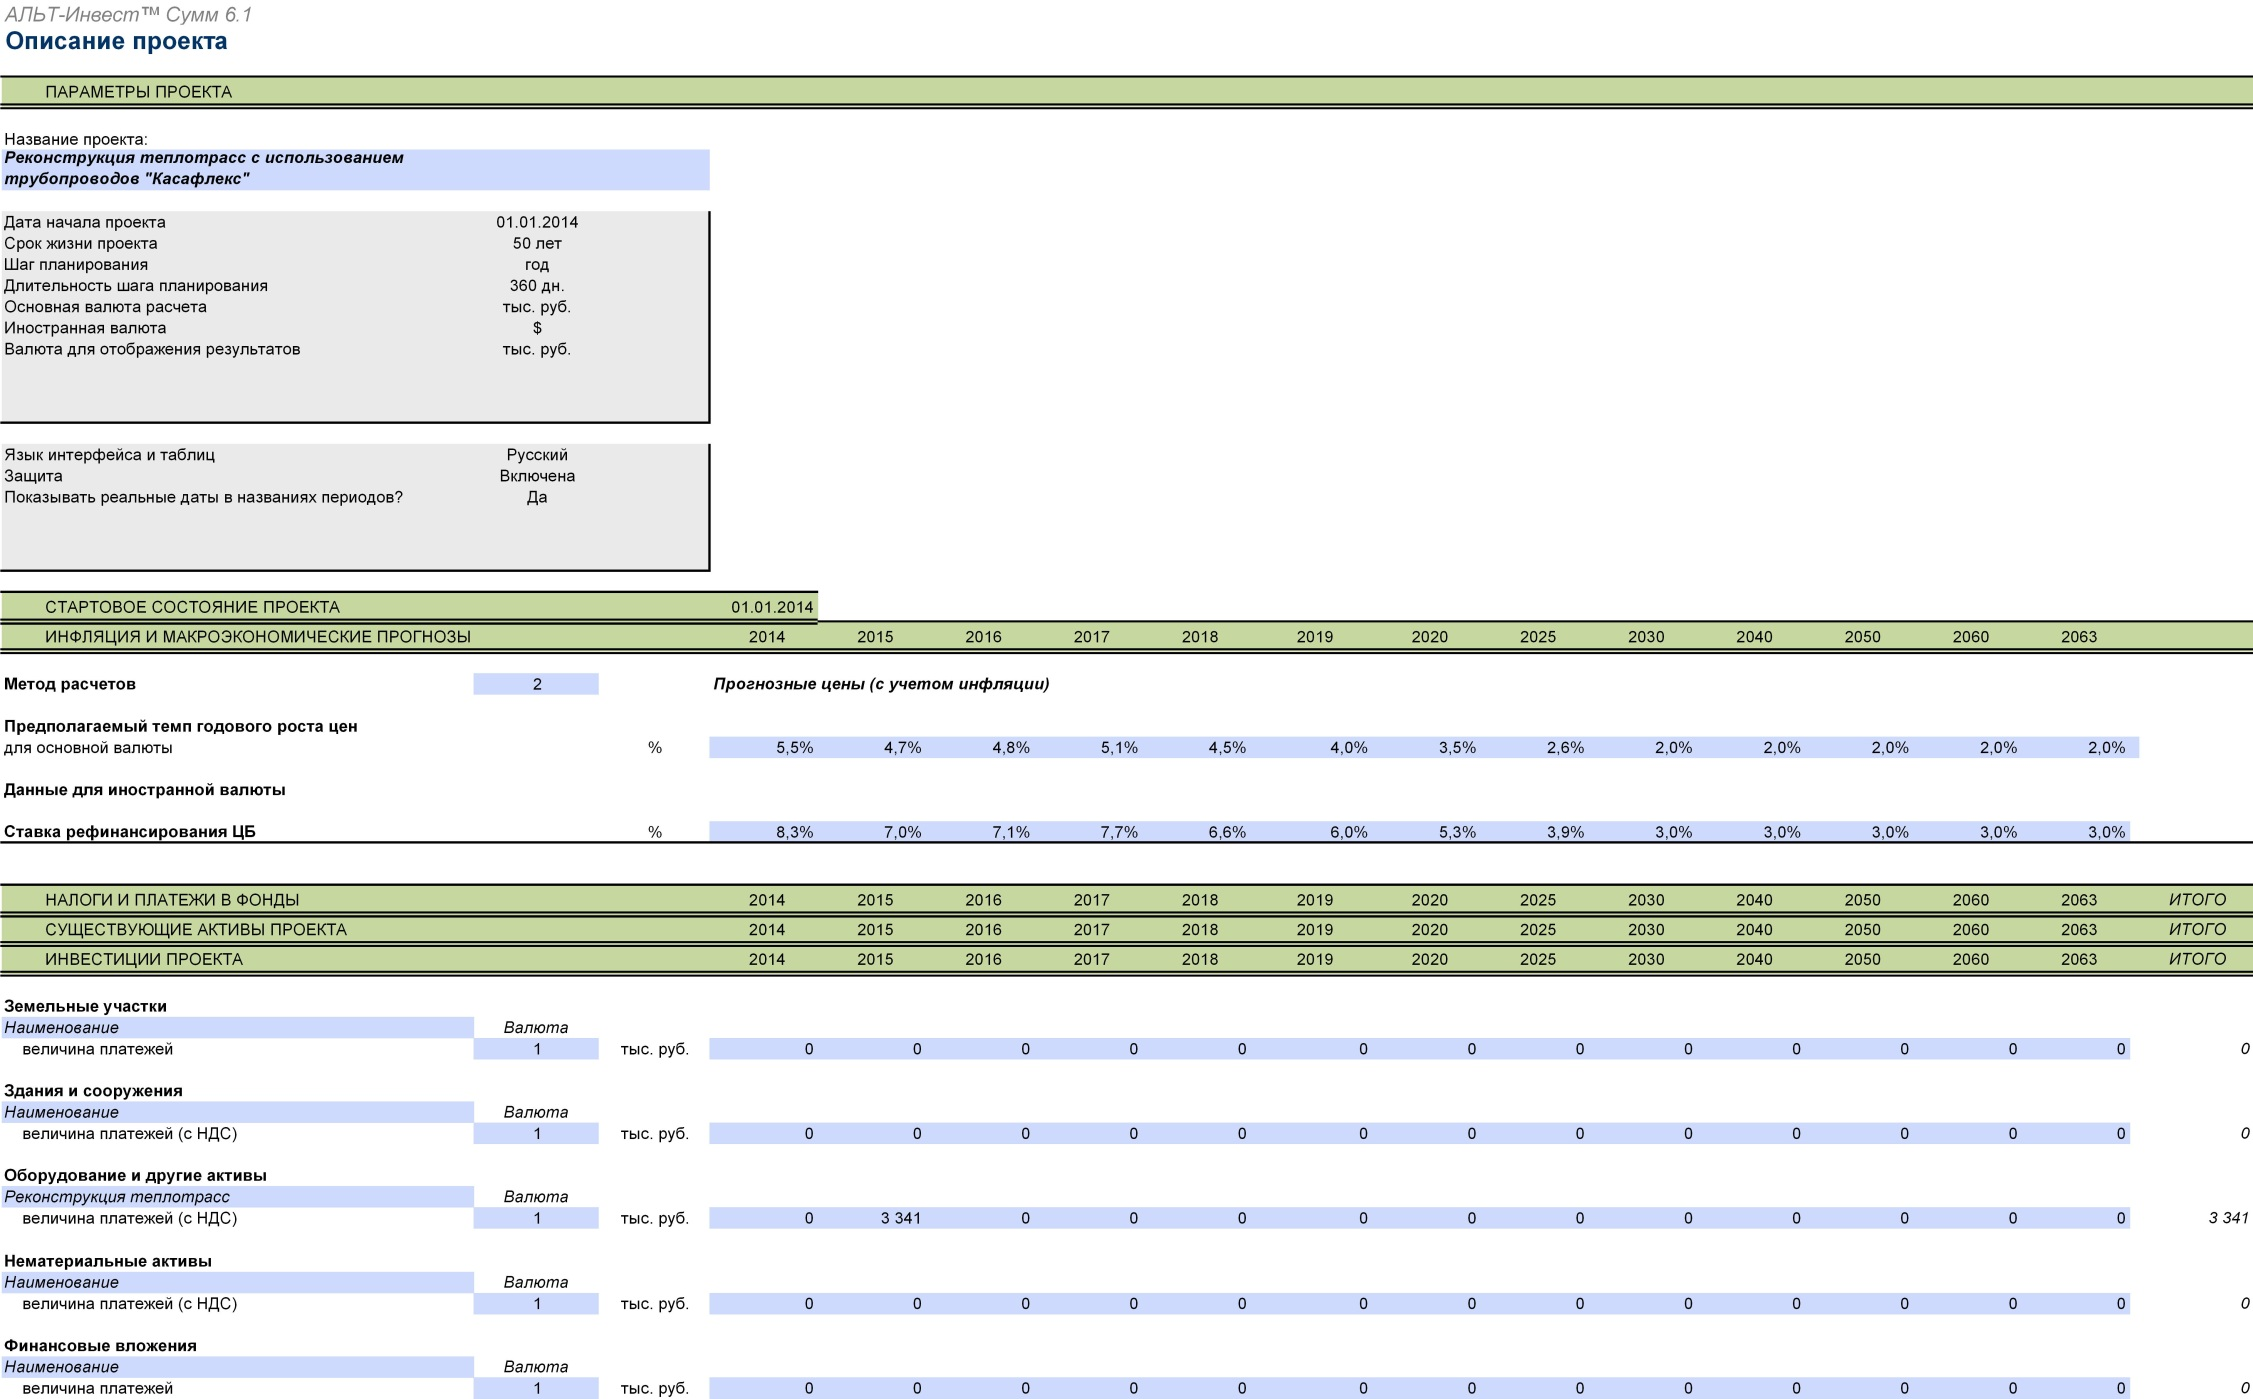 АЛЬТ-Инвест™ Сумм 6.1
Описание проекта
ПАРАМЕТРЫ ПРОЕКТА
Название проекта:
Реконструкция теплотрасс с использованием
трубопроводов "Касафлекс"
Дата начала проекта 01.01.2014
Срок жизни проекта 50 лет
Шаг планирования год
Длительность шага планирования 360 дн.
Основная валюта расчета тыс. руб.
Иностранная валюта $
Валюта для отображения результатов тыс. руб.
Язык интерфейса и таблиц Русский
Защита Включена
Показывать реальные даты в названиях периодов? Да
СТАРТОВОЕ СОСТОЯНИЕ ПРОЕКТА 01.01.2014
ИНФЛЯЦИЯ И МАКРОЭКОНОМИЧЕСКИЕ ПРОГНОЗЫ 2014 2015 2016 2017 2018 2019 2020 2025 2030 2040 2050 2060 2063
Метод расчетов 2 Прогнозные цены (с учетом инфляции)
Предполагаемый темп годового роста цен
для основной валюты % 5,5% 4,7% 4,8% 5,1% 4,5% 4,0% 3,5% 2,6% 2,0% 2,0% 2,0% 2,0% 2,0%
Данные для иностранной валюты
Ставка рефинансирования ЦБ % 8,3% 7,0% 7,1% 7,7% 6,6% 6,0% 5,3% 3,9% 3,0% 3,0% 3,0% 3,0% 3,0%
НАЛОГИ И ПЛАТЕЖИ В ФОНДЫ 2014 2015 2016 2017 2018 2019 2020 2025 2030 2040 2050 2060 2063 ИТОГО
СУЩЕСТВУЮЩИЕ АКТИВЫ ПРОЕКТА 2014 2015 2016 2017 2018 2019 2020 2025 2030 2040 2050 2060 2063 ИТОГО
ИНВЕСТИЦИИ ПРОЕКТА 2014 2015 2016 2017 2018 2019 2020 2025 2030 2040 2050 2060 2063 ИТОГО
Земельные участки
Наименование Валюта
величина платежей 1 тыс. руб. 0 0 0 0 0 0 0 0 0 0 0 0 0 0
Здания и сооружения
Наименование Валюта
величина платежей (с НДС) 1 тыс. руб. 0 0 0 0 0 0 0 0 0 0 0 0 0 0
Оборудование и другие активы
Реконструкция теплотрасс Валюта
величина платежей (с НДС) 1 тыс. руб. 0 3 341 0 0 0 0 0 0 0 0 0 0 0 3 341
Нематериальные активы
Наименование Валюта
величина платежей (с НДС) 1 тыс. руб. 0 0 0 0 0 0 0 0 0 0 0 0 0 0
Финансовые вложения
Наименование Валюта
величина платежей 1 тыс. руб. 0 0 0 0 0 0 0 0 0 0 0 0 0 0